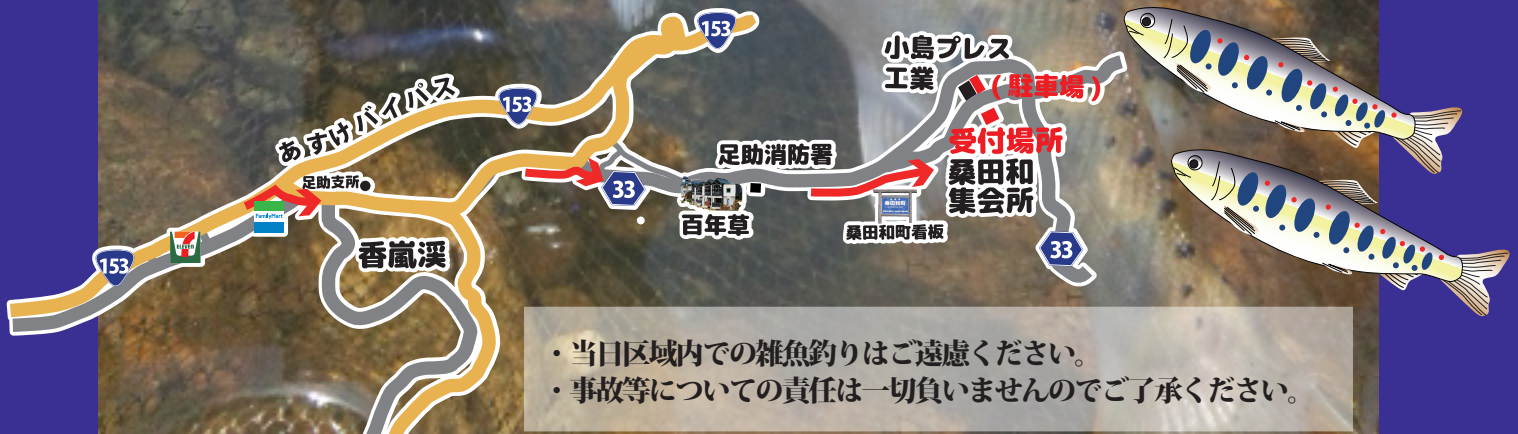 153
小島プレス
工業
(駐車場)
あすけバイパス
153
受付場所
桑田和
集会所
足助消防署
足助支所
33
百年草
桑田和町看板
香嵐渓
FamilyMart
ELEVEN
153
33
・当日区域内での雑魚釣りはご遠慮ください。
・事故等についての責任は一切負いませんのでご了承ください。